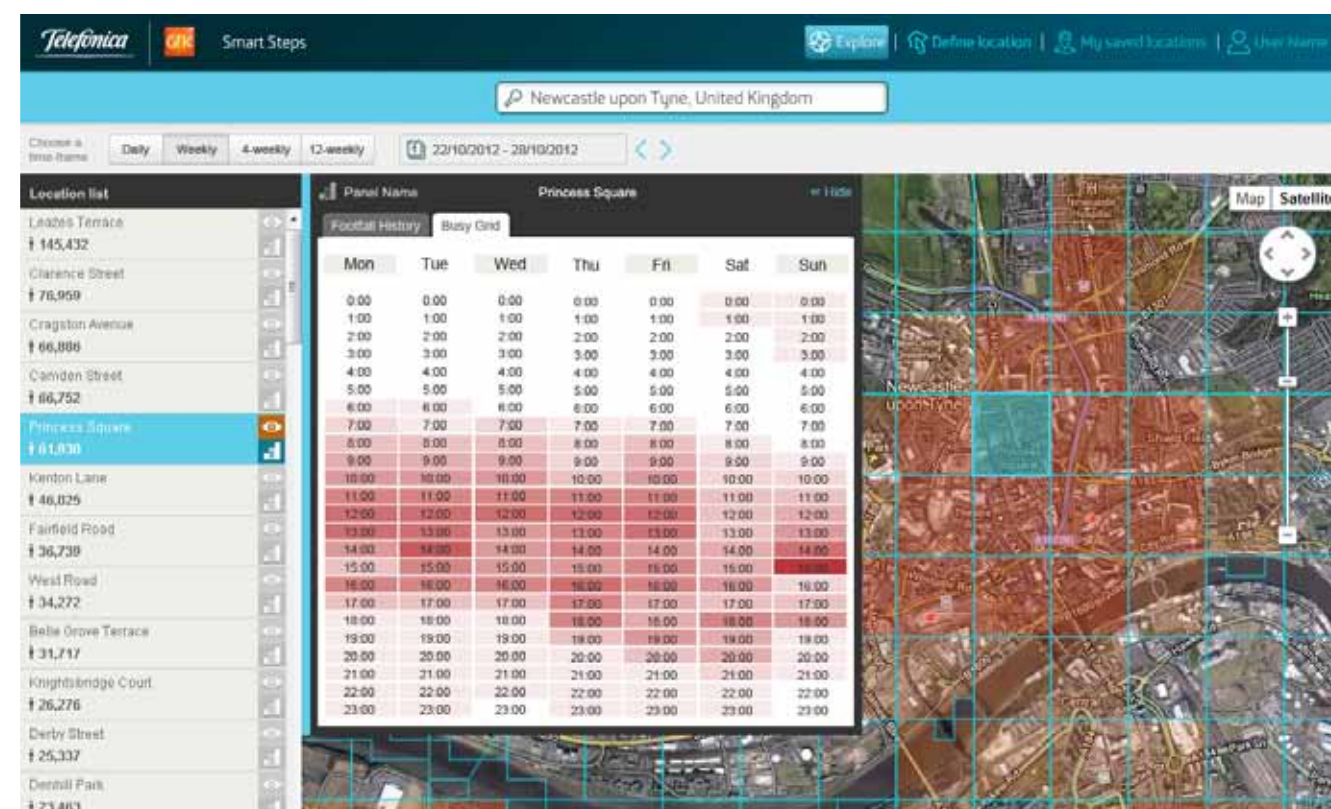 Telefónica GfK Smart Steps Explore | Define location | My saved locations | User Name
Newcastle upon Tyne, United Kingdom
Choose a
time-frame
Daily Weekly 4-weekly 12-weekly 22/10/2012 - 28/10/2012 < >
Location list
Leazes Terrace
145,432
Clarence Street
76,959
Cragston Avenue
66,886
Camden Street
66,752
Princess Square
61,930
Kenton Lane
46,025
Fairfield Road
36,739
West Road
34,272
Belle Grove Terrace
31,717
Knightsbridge Court
26,276
Derby Street
25,337
Denhill Park
23,463
Panel Name Princess Square Hide
Footfall History Busy Grid
Mon Tue Wed Thu Fri Sat Sun
0:00 0:00 0:00 0:00 0:00 0:00 0:00
1:00 1:00 1:00 1:00 1:00 1:00 1:00
2:00 2:00 2:00 2:00 2:00 2:00 2:00
3:00 3:00 3:00 3:00 3:00 3:00 3:00
4:00 4:00 4:00 4:00 4:00 4:00 4:00
5:00 5:00 5:00 5:00 5:00 5:00 5:00
6:00 6:00 6:00 6:00 6:00 6:00 6:00
7:00 7:00 7:00 7:00 7:00 7:00 7:00
8:00 8:00 8:00 8:00 8:00 8:00 8:00
9:00 9:00 9:00 9:00 9:00 9:00 9:00
10:00 10:00 10:00 10:00 10:00 10:00 10:00
11:00 11:00 11:00 11:00 11:00 11:00 11:00
12:00 12:00 12:00 12:00 12:00 12:00 12:00
13:00 13:00 13:00 13:00 13:00 13:00 13:00
14:00 14:00 14:00 14:00 14:00 14:00 14:00
15:00 15:00 15:00 15:00 15:00 15:00 15:00
16:00 16:00 16:00 16:00 16:00 16:00 16:00
17:00 17:00 17:00 17:00 17:00 17:00 17:00
18:00 18:00 18:00 18:00 18:00 18:00 18:00
19:00 19:00 19:00 19:00 19:00 19:00 19:00
20:00 20:00 20:00 20:00 20:00 20:00 20:00
21:00 21:00 21:00 21:00 21:00 21:00 21:00
22:00 22:00 22:00 22:00 22:00 22:00 22:00
23:00 23:00 23:00 23:00 23:00 23:00 23:00
Map Satellite
Newcastle
upon Tyne
Shield Field
Park